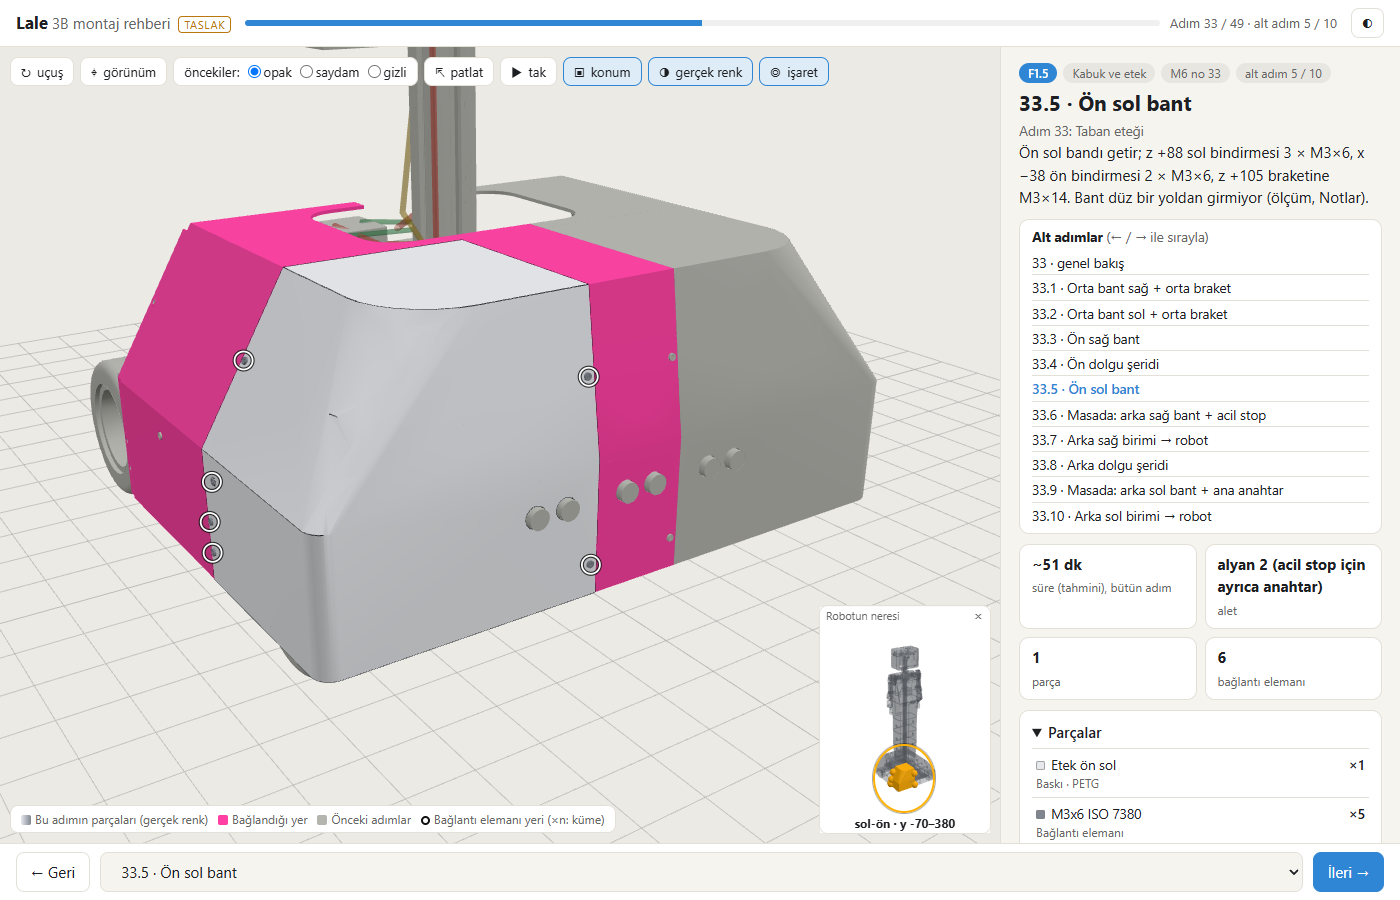 Lale 3B montaj rehberi TASLAK
Adım 33 / 49 · alt adım 5 / 10
↻ uçuş
⌖ görünüm
öncekiler: opak saydam gizli
⇱ patlat
▶ tak
▣ konum
◑ gerçek renk
◎ işaret
F1.5 Kabuk ve etek M6 no 33 alt adım 5 / 10
33.5 · Ön sol bant
Adım 33: Taban eteği
Ön sol bandı getir; z +88 sol bindirmesi 3 × M3×6, x
−38 ön bindirmesi 2 × M3×6, z +105 braketine
M3×14. Bant düz bir yoldan girmiyor (ölçüm, Notlar).
Alt adımlar (← / → ile sırayla)
33 · genel bakış
33.1 · Orta bant sağ + orta braket
33.2 · Orta bant sol + orta braket
33.3 · Ön sağ bant
33.4 · Ön dolgu şeridi
33.5 · Ön sol bant
33.6 · Masada: arka sağ bant + acil stop
33.7 · Arka sağ birimi → robot
33.8 · Arka dolgu şeridi
33.9 · Masada: arka sol bant + ana anahtar
33.10 · Arka sol birimi → robot
~51 dk
süre (tahmini), bütün adım
alyan 2 (acil stop için
ayrıca anahtar)
alet
1
parça
6
bağlantı elemanı
▼ Parçalar
Etek ön sol ×1
Baskı · PETG
M3x6 ISO 7380 ×5
Bağlantı elemanı
Robotun neresi ×
sol-ön · y -70–380
Bu adımın parçaları (gerçek renk) Bağlandığı yer Önceki adımlar Bağlantı elemanı yeri (×n: küme)
← Geri
33.5 · Ön sol bant
İleri →